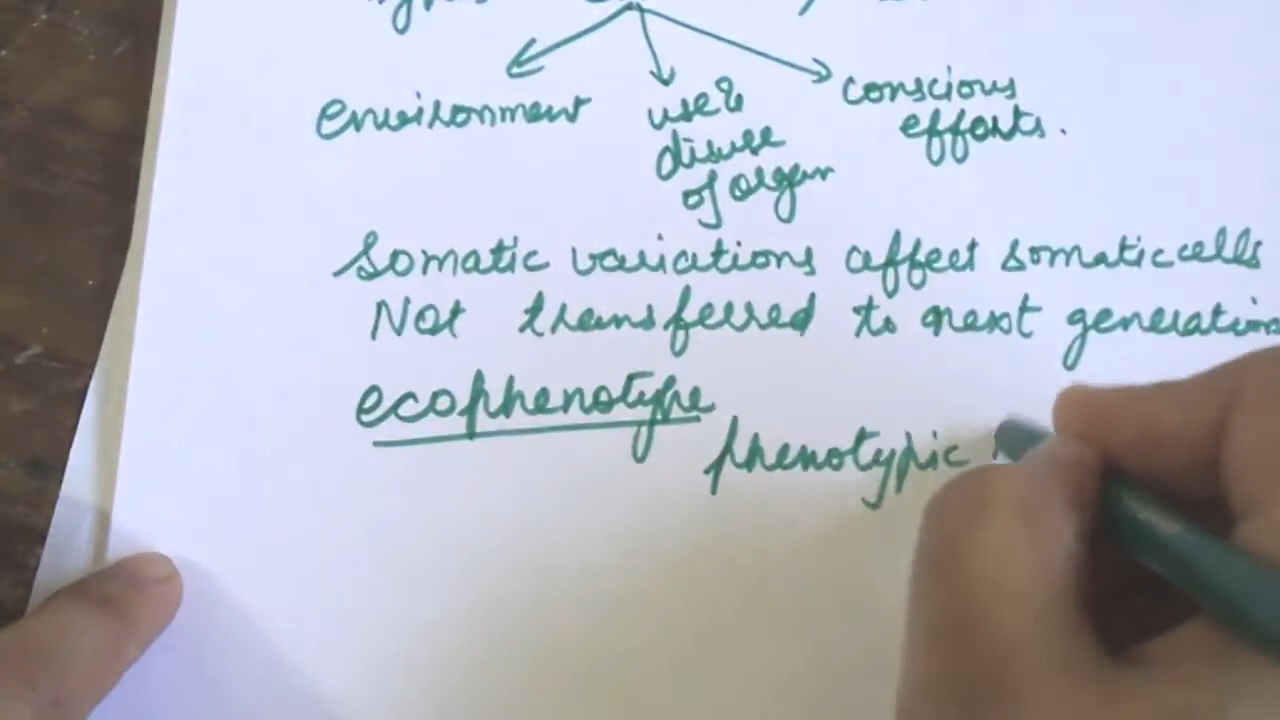 environment
use &
disuse
of organ
conscious
efforts.
Somatic variations affect somatic cells
Not transferred to next generation
ecophenotype
phenotypic